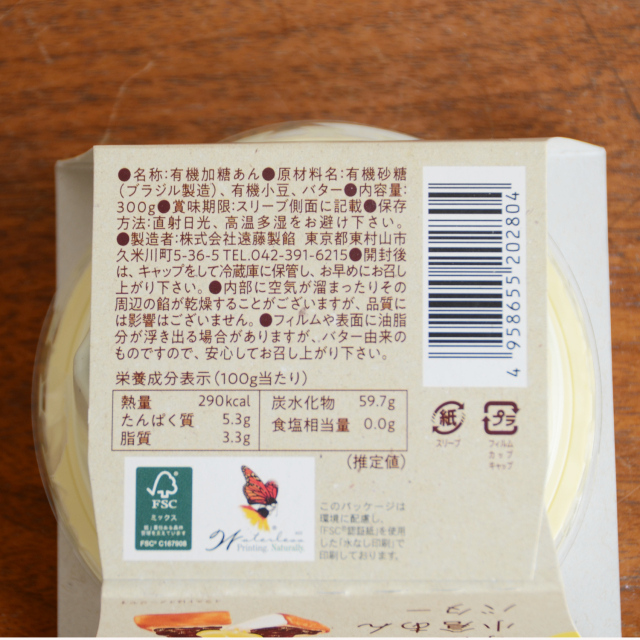 ●名称:有機加糖あん●原材料名:有機砂糖
(ブラジル製造)、有機小豆、バター●内容量:
300g●賞味期限:スリーブ側面に記載●保存
方法:直射日光、高温多湿をお避け下さい。
●製造者:株式会社遠藤製餡 東京都東村山市
久米川町5-36-5 TEL.042-391-6215●開封後
は、キャップをして冷蔵庫に保管し、お早めにお召し
上がり下さい。●内部に空気が溜まったりその
周辺の餡が乾燥することがございますが、品質に
は影響はございません。●フィルムや表面に油脂
分が浮き出る場合がありますが、バター由来の
ものですので、安心してお召し上がり下さい。
栄養成分表示(100g当たり)
熱量 290kcal
たんぱく質 5.3g
脂質 3.3g
炭水化物 59.7g
食塩相当量 0.0g
(推定値)
4 958655 202804
紙
スリーブ
プラ
フィルム
カップ
キャップ
FSC
ミックス
FSC® C167908
Waterless
Printing. Naturally.
このパッケージは
環境に配慮し、
「FSC®認証紙」を使用
した「水なし印刷」で
印刷しております。
小倉あん
バター